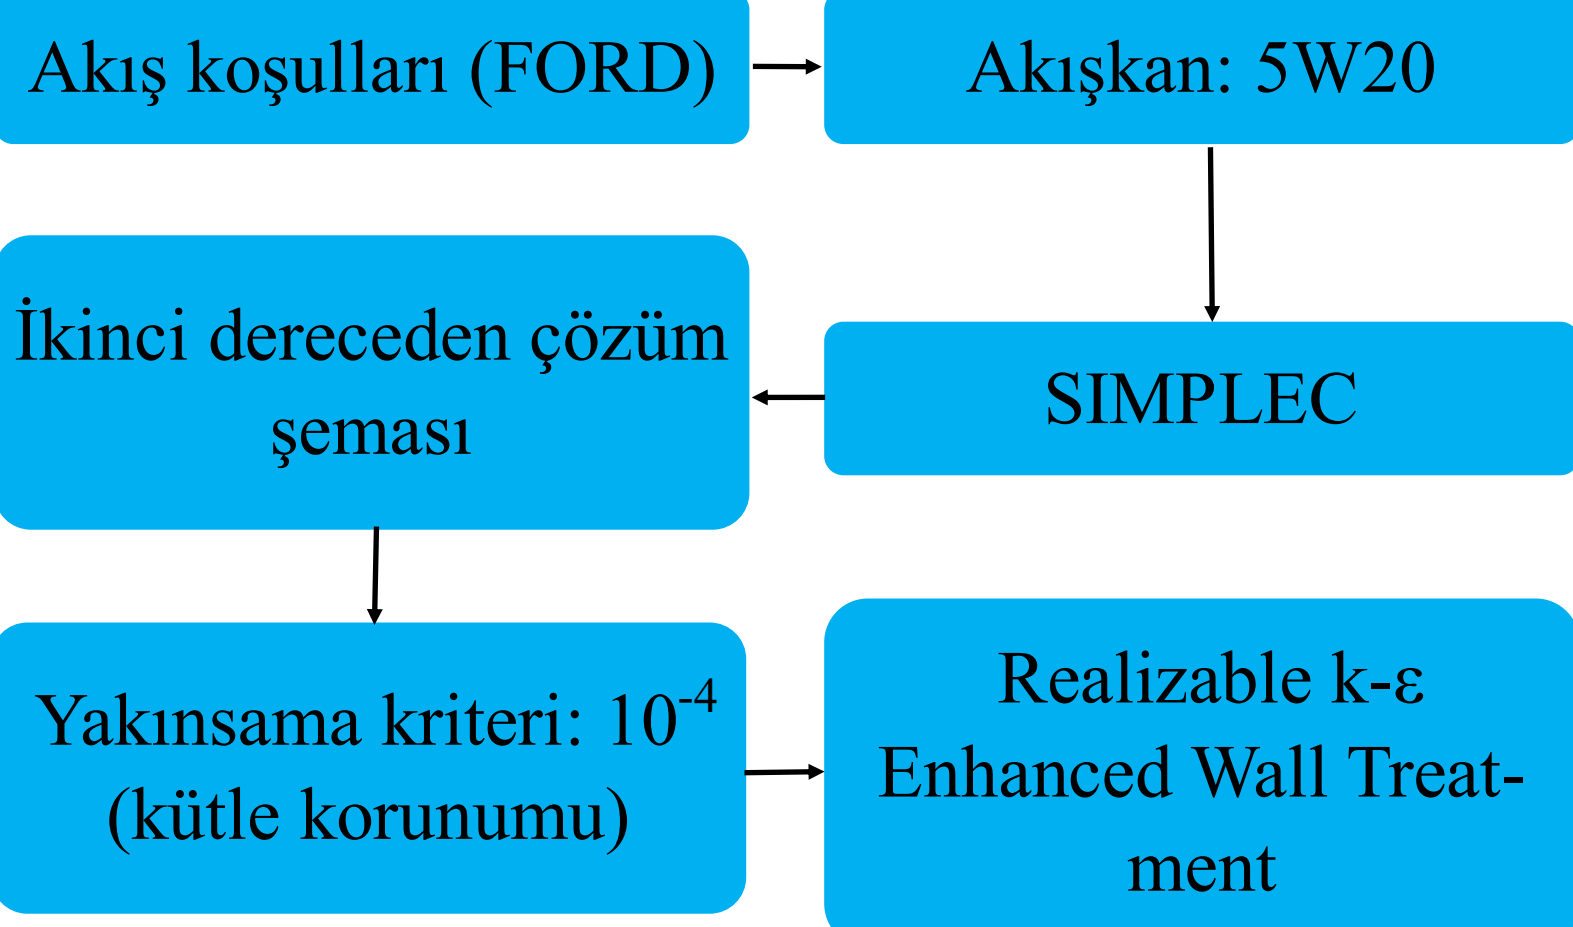 Akış koşulları (FORD)
Akışkan: 5W20
SIMPLEC
İkinci dereceden çözüm
şeması
Yakınsama kriteri: 10⁻⁴
(kütle korunumu)
Realizable k-ε
Enhanced Wall Treat-
ment